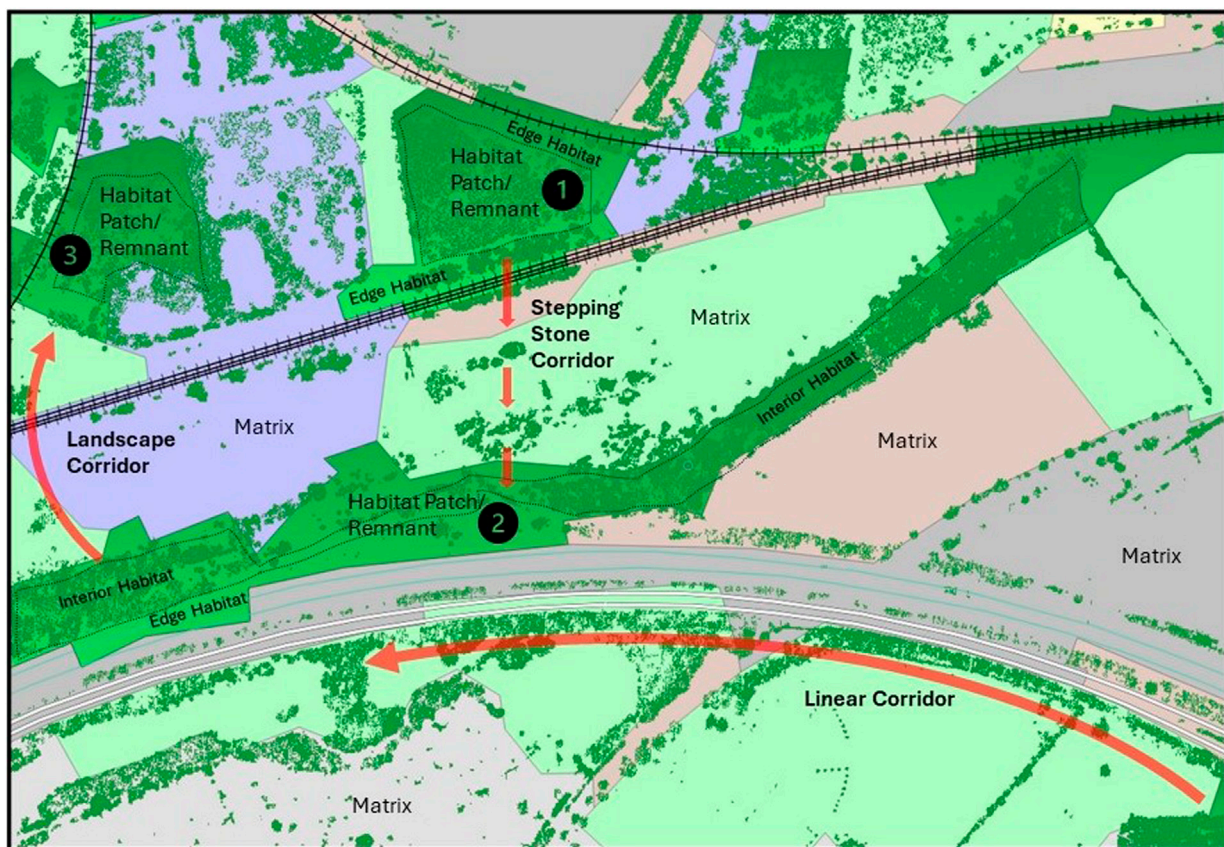 Edge Habitat
Habitat
Patch/
Remnant
1
Habitat
Patch/
Remnant
3
Edge Habitat
Stepping
Stone
Corridor
Matrix
Interior Habitat
Landscape
Corridor
Matrix
Matrix
Habitat Patch/
Remnant
2
Matrix
Interior Habitat
Edge Habitat
Linear Corridor
Matrix